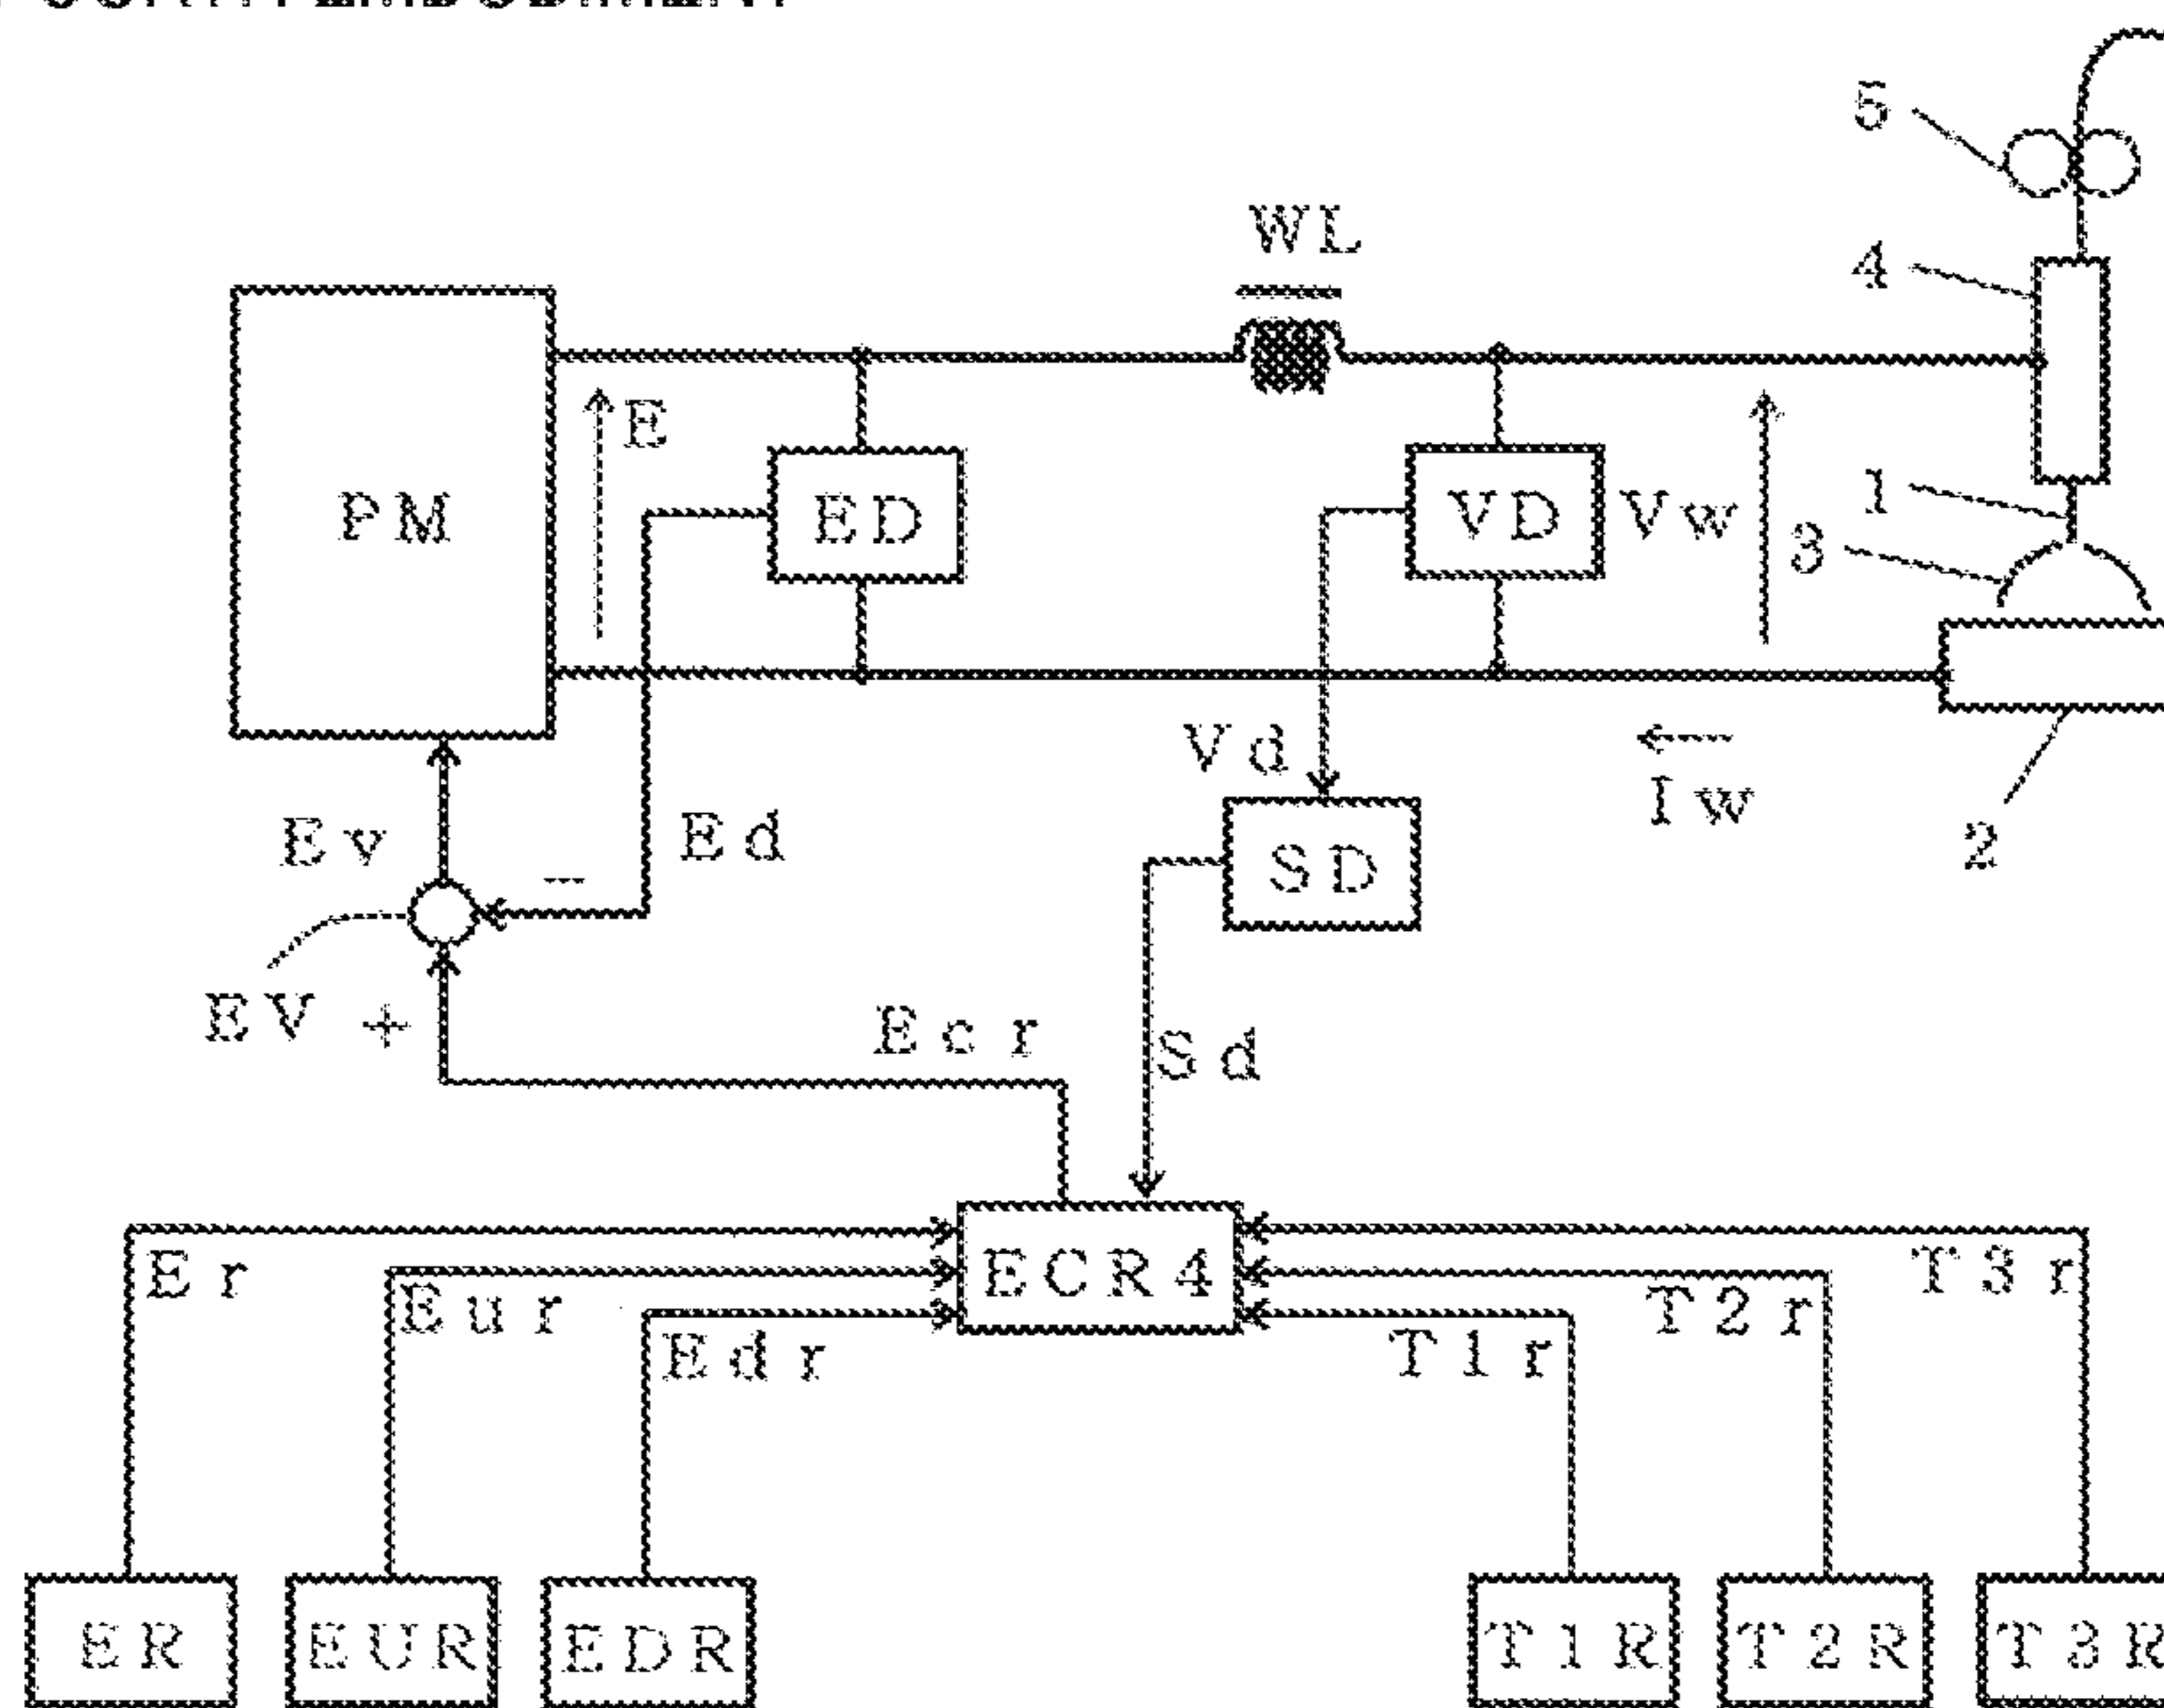 5
WL
4
E
PM
ED
VD
Vw
1
3
Vd
Iw
Ev
Ed
−
SD
2
EV
+
Ecr
Sd
Er
ECR4
T3r
Eur
T2r
Edr
T1r
ER
EUR
EDR
T1R
T2R
T3R